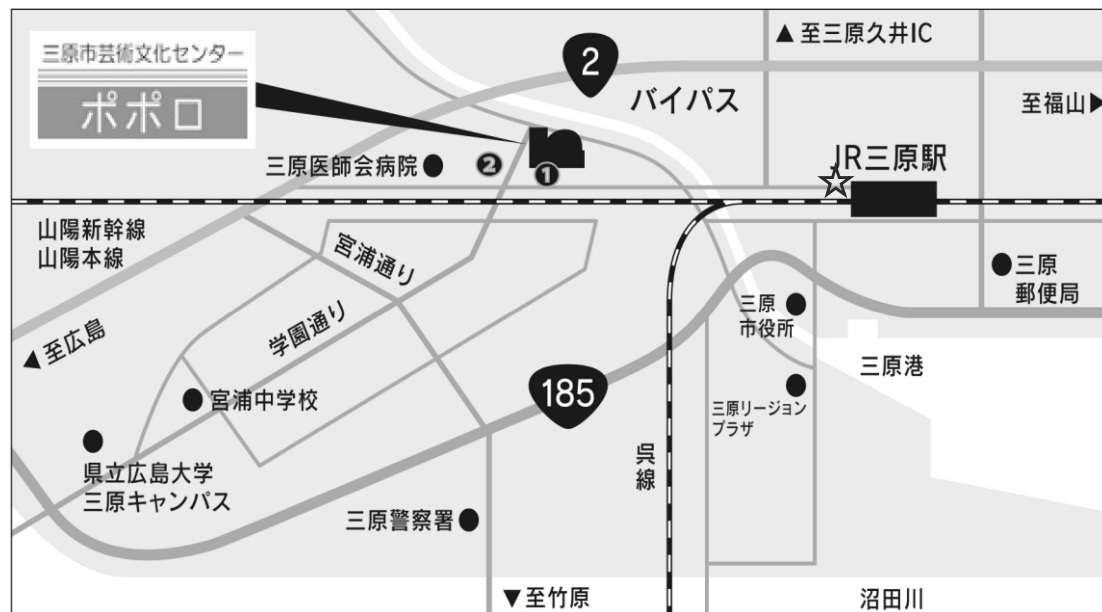 三原市芸術文化センター
ポポロ
2
バイパス
▲至三原久井IC
至福山▶
三原医師会病院
2
1
JR三原駅
山陽新幹線
山陽本線
宮浦通り
学園通り
▲至広島
三原
郵便局
三原
市役所
三原港
185
宮浦中学校
三原リージョン
プラザ
呉線
県立広島大学
三原キャンパス
三原警察署
▼至竹原
沼田川